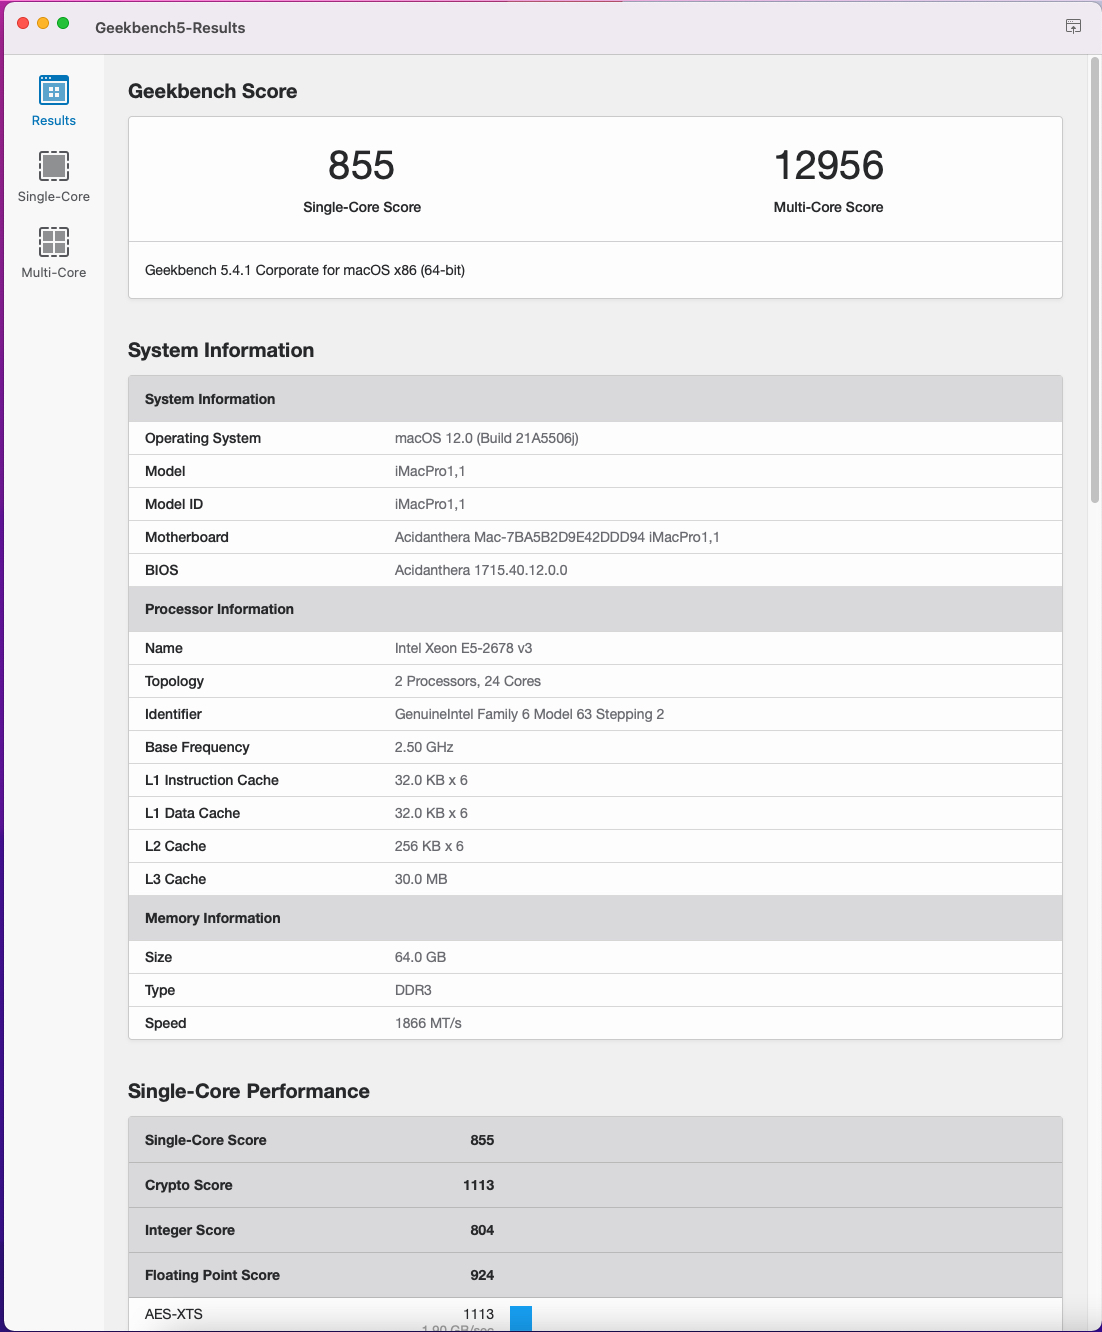 Geekbench5-Results
Results
Single-Core
Multi-Core
Geekbench Score
855 12956
Single-Core Score Multi-Core Score
Geekbench 5.4.1 Corporate for macOS x86 (64-bit)
System Information
System Information
Operating System macOS 12.0 (Build 21A5506j)
Model iMacPro1,1
Model ID iMacPro1,1
Motherboard Acidanthera Mac-7BA5B2D9E42DDD94 iMacPro1,1
BIOS Acidanthera 1715.40.12.0.0
Processor Information
Name Intel Xeon E5-2678 v3
Topology 2 Processors, 24 Cores
Identifier GenuineIntel Family 6 Model 63 Stepping 2
Base Frequency 2.50 GHz
L1 Instruction Cache 32.0 KB x 6
L1 Data Cache 32.0 KB x 6
L2 Cache 256 KB x 6
L3 Cache 30.0 MB
Memory Information
Size 64.0 GB
Type DDR3
Speed 1866 MT/s
Single-Core Performance
Single-Core Score 855
Crypto Score 1113
Integer Score 804
Floating Point Score 924
AES-XTS 1113
1.90 GB/sec